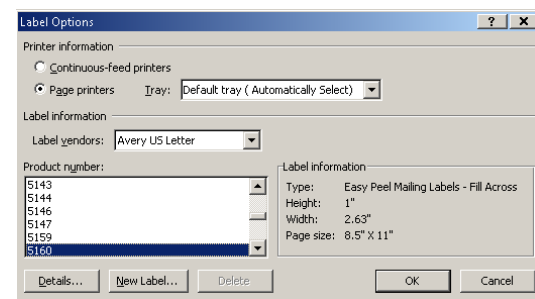 Label Options
Printer information
Continuous-feed printers
Page printers Tray: Default tray ( Automatically Select)
Label information
Label vendors: Avery US Letter
Product number:
5143
5144
5146
5147
5159
5160
Label information
Type: Easy Peel Mailing Labels - Fill Across
Height: 1"
Width: 2.63"
Page size: 8.5" X 11"
Details... New Label... Delete OK Cancel